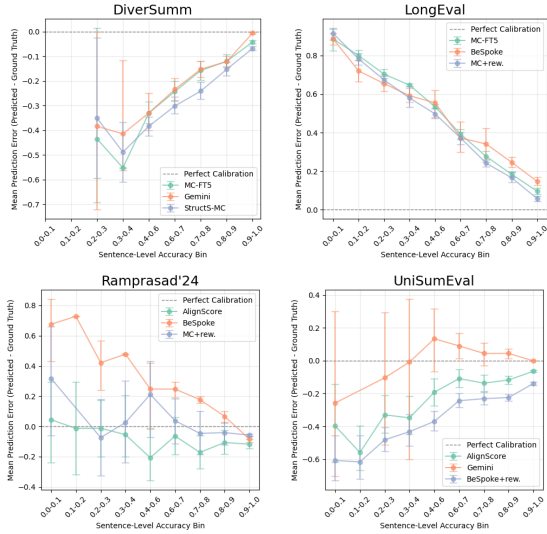 DiverSumm
Mean Prediction Error (Predicted - Ground Truth)
0.0
−0.1
−0.2
−0.3
−0.4
−0.5
−0.6
−0.7
Perfect Calibration
MC-FT5
Gemini
StructS-MC
0.0-0.1
0.1-0.2
0.2-0.3
0.3-0.4
0.4-0.6
0.6-0.7
0.7-0.8
0.8-0.9
0.9-1.0
Sentence-Level Accuracy Bin
LongEval
Mean Prediction Error (Predicted - Ground Truth)
0.8
0.6
0.4
0.2
0.0
Perfect Calibration
MC-FT5
BeSpoke
MC+rew.
0.0-0.1
0.1-0.2
0.2-0.3
0.3-0.4
0.4-0.5
0.5-0.6
0.6-0.7
0.7-0.8
0.8-0.9
0.9-1.0
Sentence-Level Accuracy Bin
Ramprasad'24
Mean Prediction Error (Predicted - Ground Truth)
0.8
0.6
0.4
0.2
0.0
−0.2
−0.4
Perfect Calibration
AlignScore
BeSpoke
MC+rew.
0.0-0.1
0.1-0.2
0.2-0.3
0.3-0.4
0.4-0.6
0.6-0.7
0.7-0.8
0.8-0.9
0.9-1.0
Sentence-Level Accuracy Bin
UniSumEval
Mean Prediction Error (Predicted - Ground Truth)
0.4
0.2
0.0
−0.2
−0.4
−0.6
Perfect Calibration
AlignScore
Gemini
BeSpoke+rew.
0.0-0.1
0.1-0.2
0.2-0.3
0.3-0.4
0.4-0.6
0.6-0.7
0.7-0.8
0.8-0.9
0.9-1.0
Sentence-Level Accuracy Bin